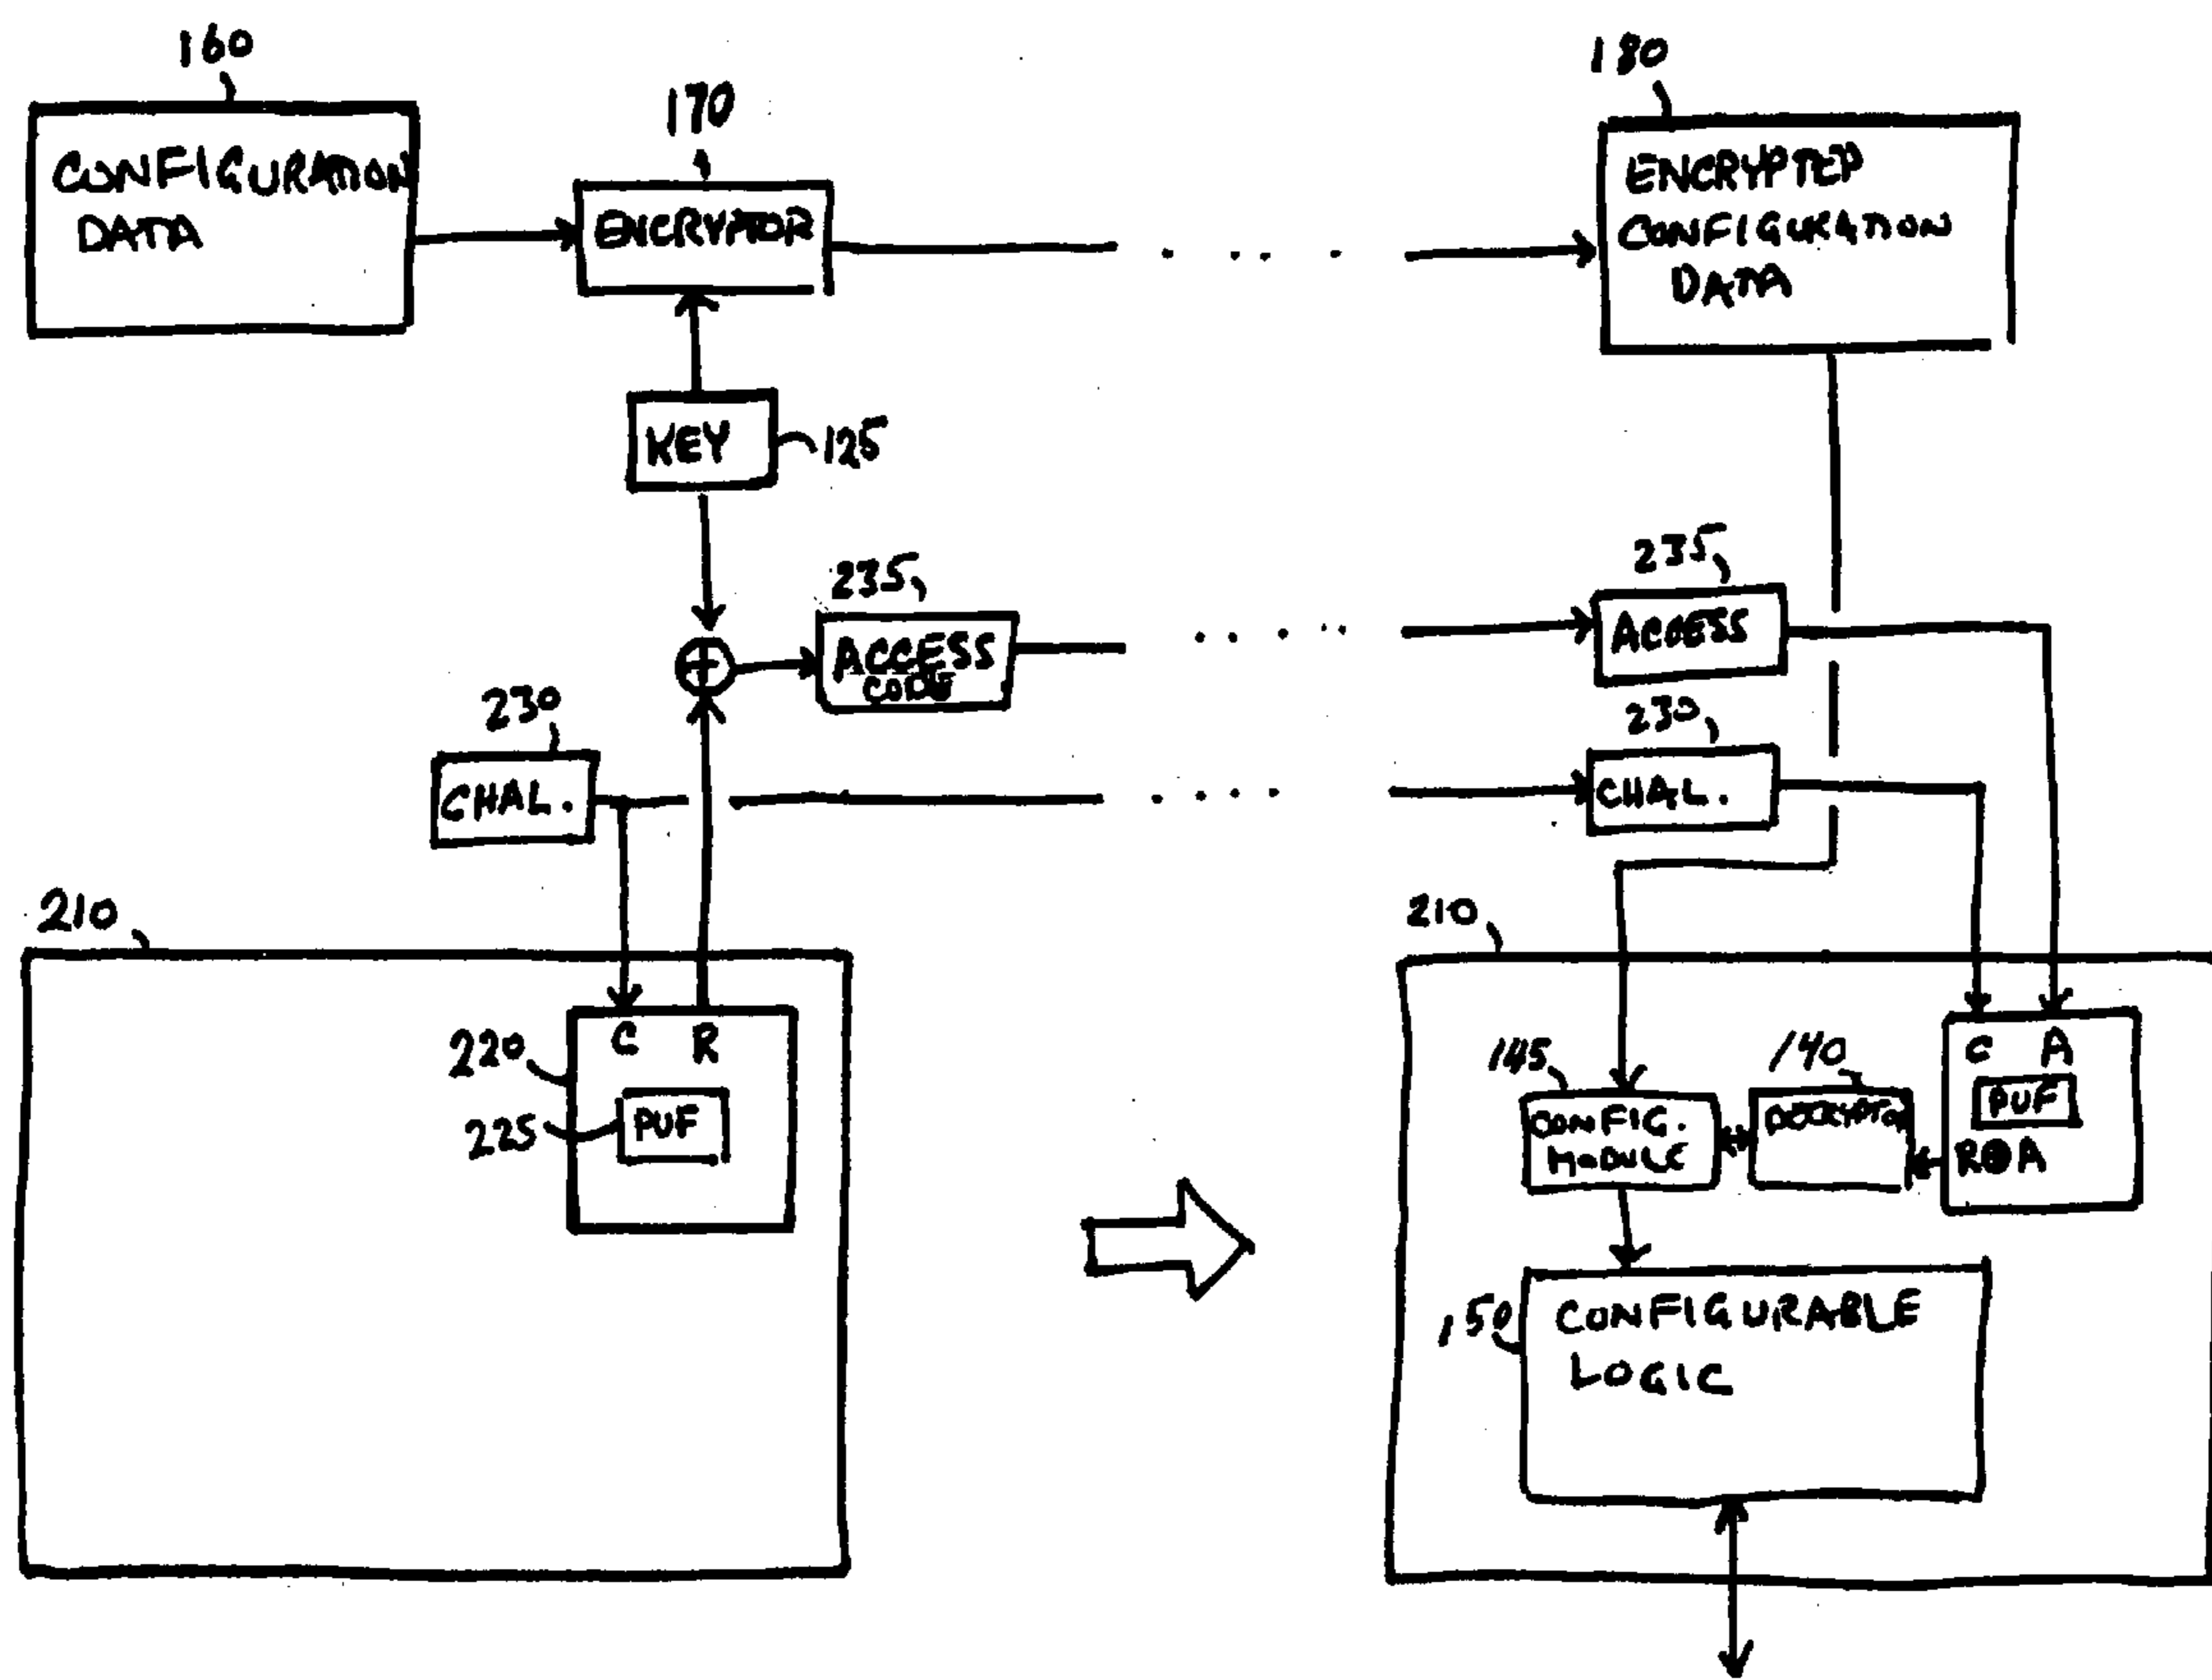 160
CONFIGURATION
DATA
170
ENCRYPTOR
180
ENCRYPTED
CONFIGURATION
DATA
KEY
125
235
ACCESS
CODE
235
ACCESS
230
CHAL.
230
CHAL.
210
220
C R
225
PUF
210
145
CONFIG.
MODULE
140
DECRYPTOR
C A
PUF
R⊕A
150
CONFIGURABLE
LOGIC